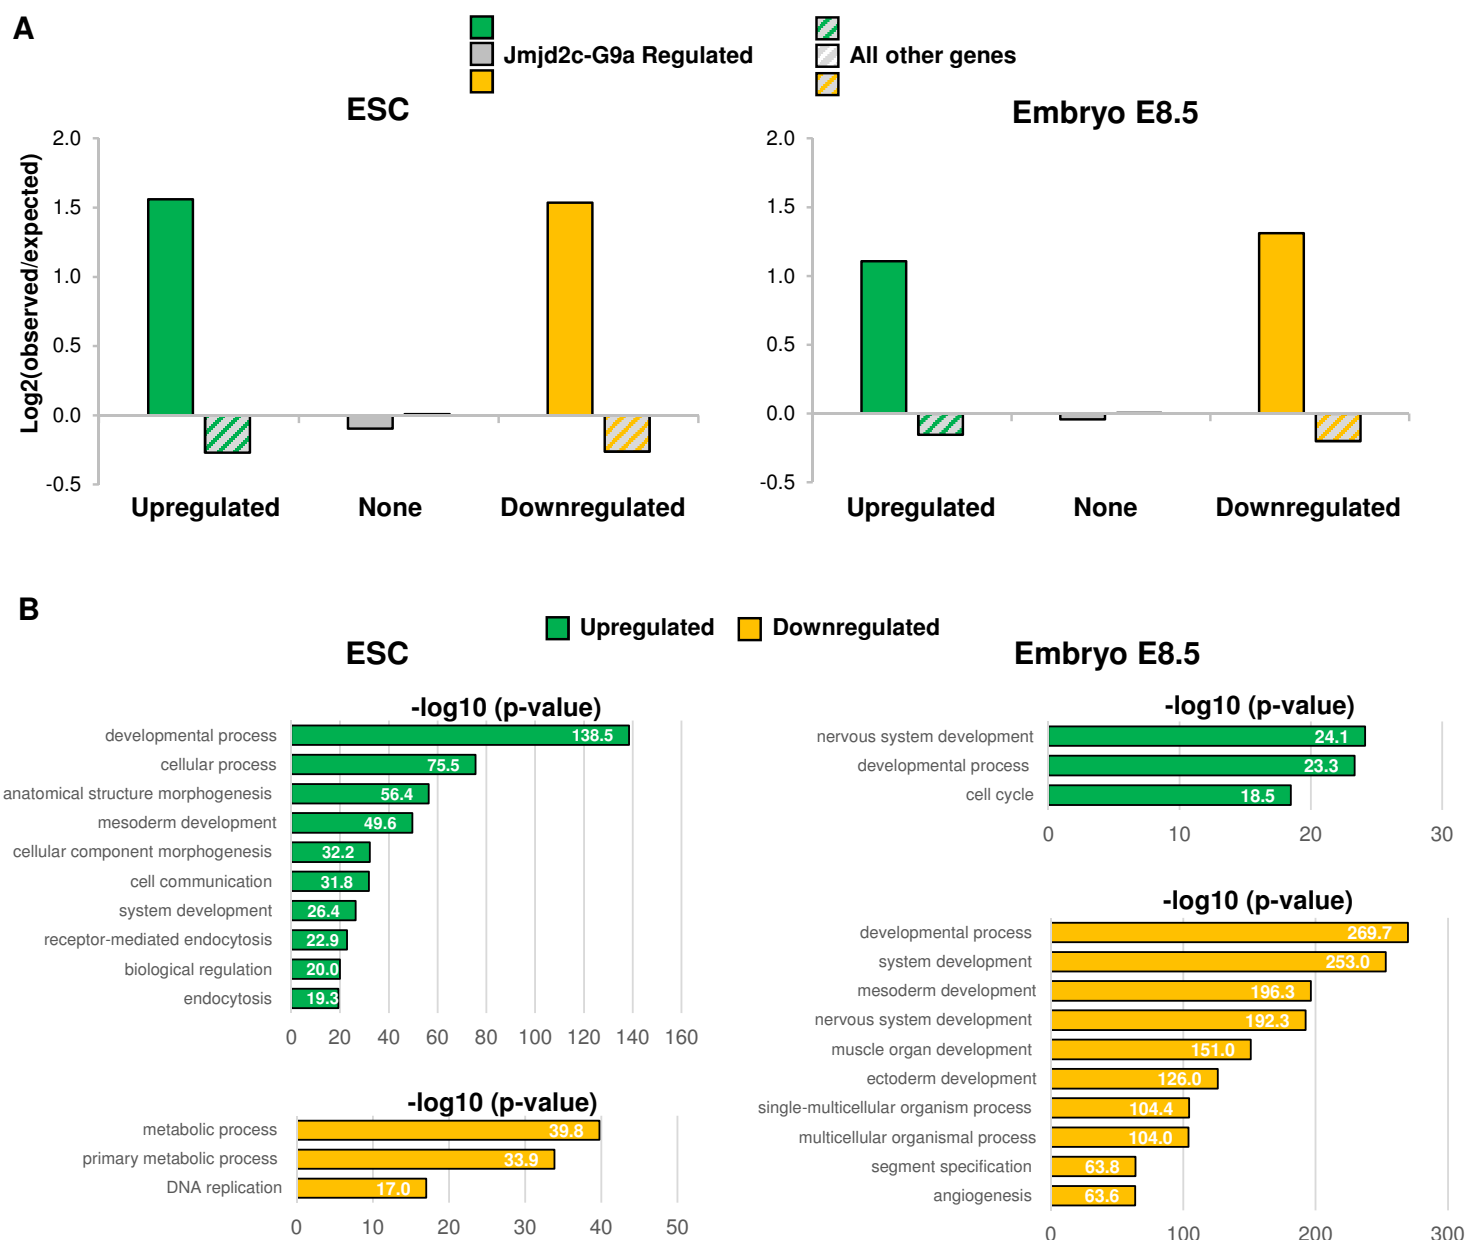 A
Jmjd2c-G9a Regulated
All other genes
ESC
Log2(observed/expected)
2.0
1.5
1.0
0.5
0.0
-0.5
Upregulated
None
Downregulated
Embryo E8.5
2.0
1.5
1.0
0.5
0.0
-0.5
Upregulated
None
Downregulated
B
Upregulated
Downregulated
ESC
-log10 (p-value)
developmental process 138.5
cellular process 75.5
anatomical structure morphogenesis 56.4
mesoderm development 49.6
cellular component morphogenesis 32.2
cell communication 31.8
system development 26.4
receptor-mediated endocytosis 22.9
biological regulation 20.0
endocytosis 19.3
0 20 40 60 80 100 120 140 160
-log10 (p-value)
metabolic process 39.8
primary metabolic process 33.9
DNA replication 17.0
0 10 20 30 40 50
Embryo E8.5
-log10 (p-value)
nervous system development 24.1
developmental process 23.3
cell cycle 18.5
0 10 20 30
-log10 (p-value)
developmental process 269.7
system development 253.0
mesoderm development 196.3
nervous system development 192.3
muscle organ development 151.0
ectoderm development 126.0
single-multicellular organism process 104.4
multicellular organismal process 104.0
segment specification 63.8
angiogenesis 63.6
0 100 200 300